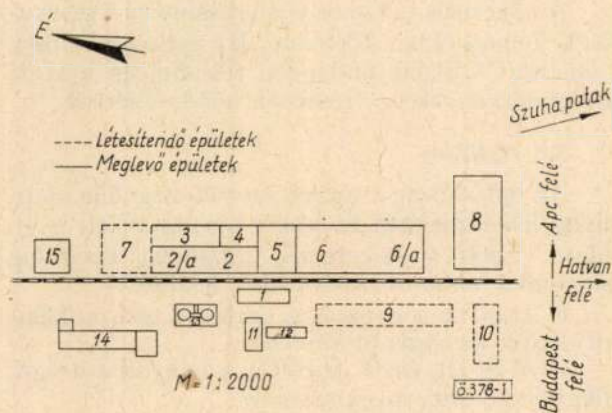 É
Szuha patak
Létesítendő épületek
Meglevő épületek
Apc felé
Hatvan felé
Budapest felé
15
7
3
4
2/a
2
5
6
6/a
8
1
9
10
11
12
13
14
M=1:2000
Ö.378-1